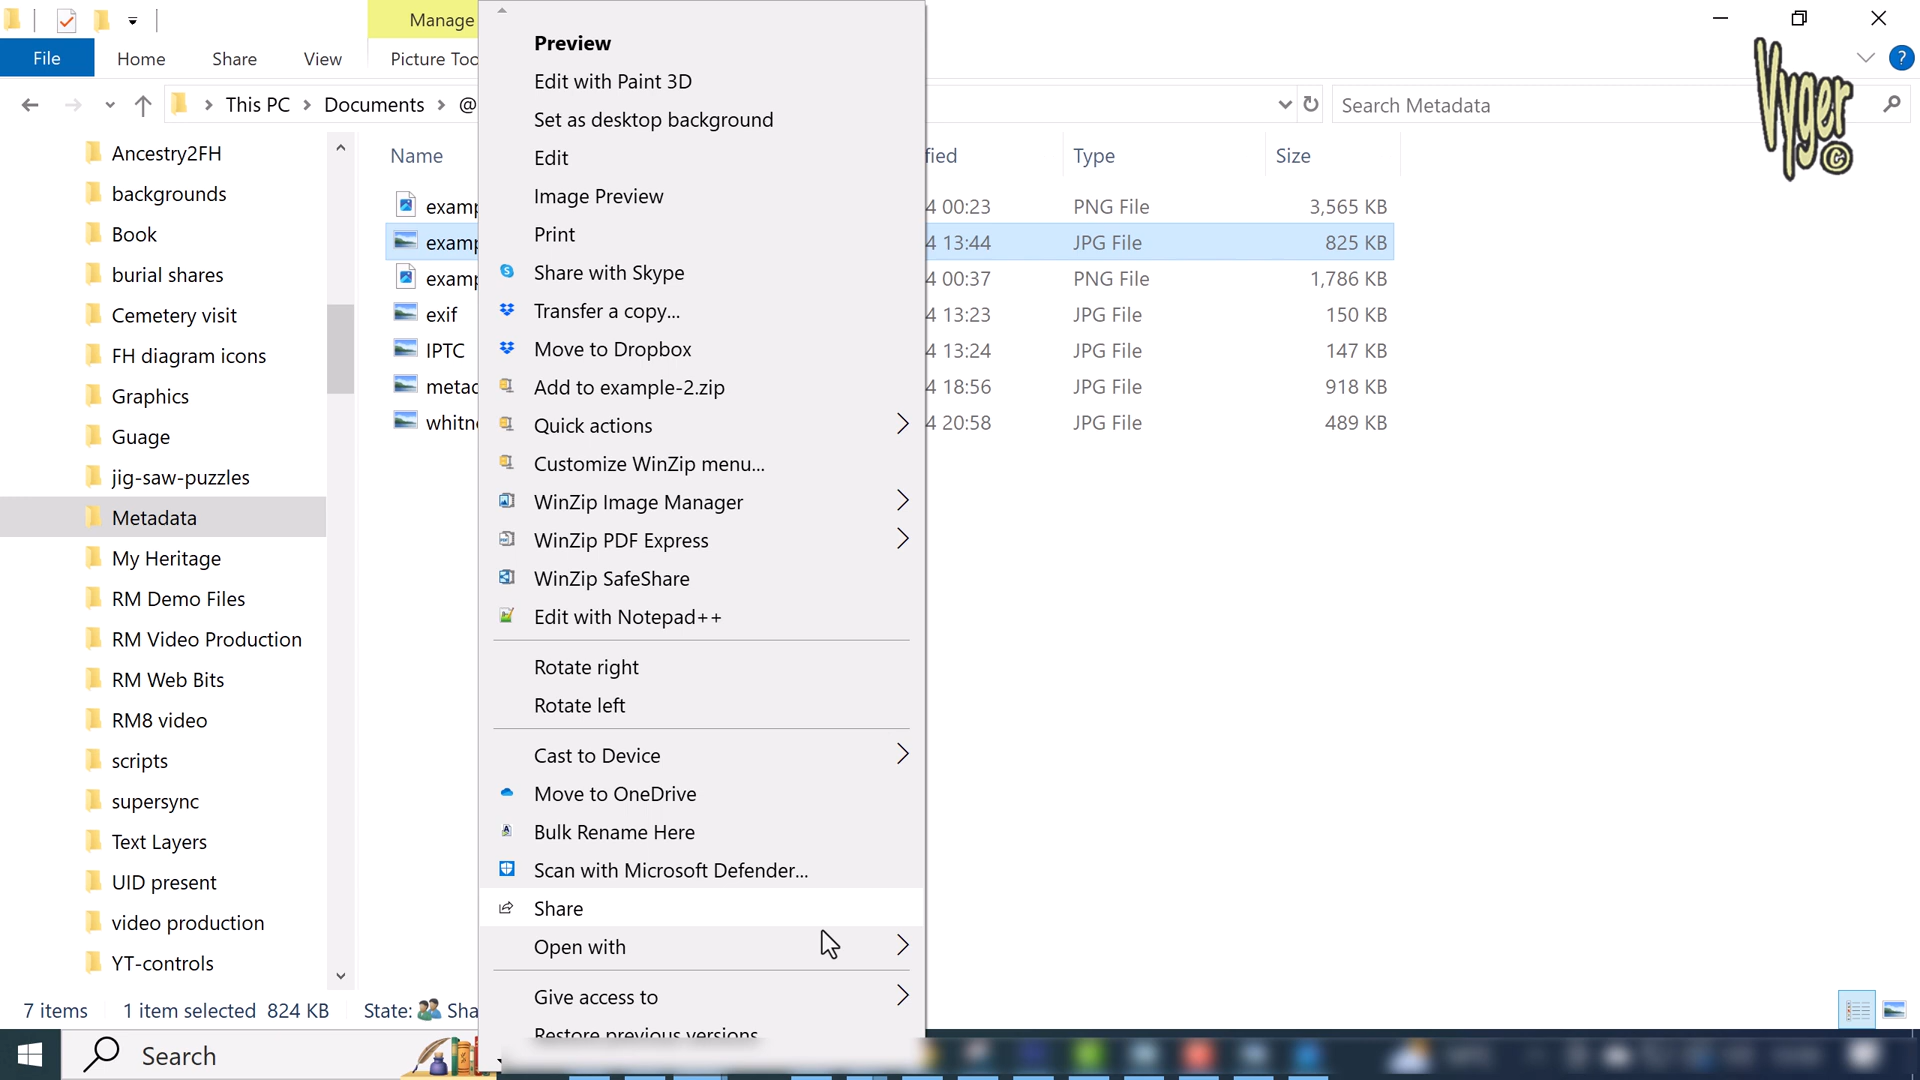 Manage
File
Home
Share
View
Picture Too
?
This PC
Documents
@
Search Metadata
Vyger
©
Ancestry2FH
backgrounds
Book
burial shares
Cemetery visit
FH diagram icons
Graphics
Guage
jig-saw-puzzles
Metadata
My Heritage
RM Demo Files
RM Video Production
RM Web Bits
RM8 video
scripts
supersync
Text Layers
UID present
video production
YT-controls
Name
fied
Type
Size
examp
4 00:23
PNG File
3,565 KB
examp
4 13:44
JPG File
825 KB
examp
4 00:37
PNG File
1,786 KB
exif
4 13:23
JPG File
150 KB
IPTC
4 13:24
JPG File
147 KB
metad
4 18:56
JPG File
918 KB
whitne
4 20:58
JPG File
489 KB
Preview
Edit with Paint 3D
Set as desktop background
Edit
Image Preview
Print
Share with Skype
Transfer a copy...
Move to Dropbox
Add to example-2.zip
Quick actions
Customize WinZip menu...
WinZip Image Manager
WinZip PDF Express
WinZip SafeShare
Edit with Notepad++
Rotate right
Rotate left
Cast to Device
Move to OneDrive
Bulk Rename Here
Scan with Microsoft Defender...
Share
Open with
Give access to
Restore previous versions
7 items
1 item selected 824 KB
State:
Sha
Search